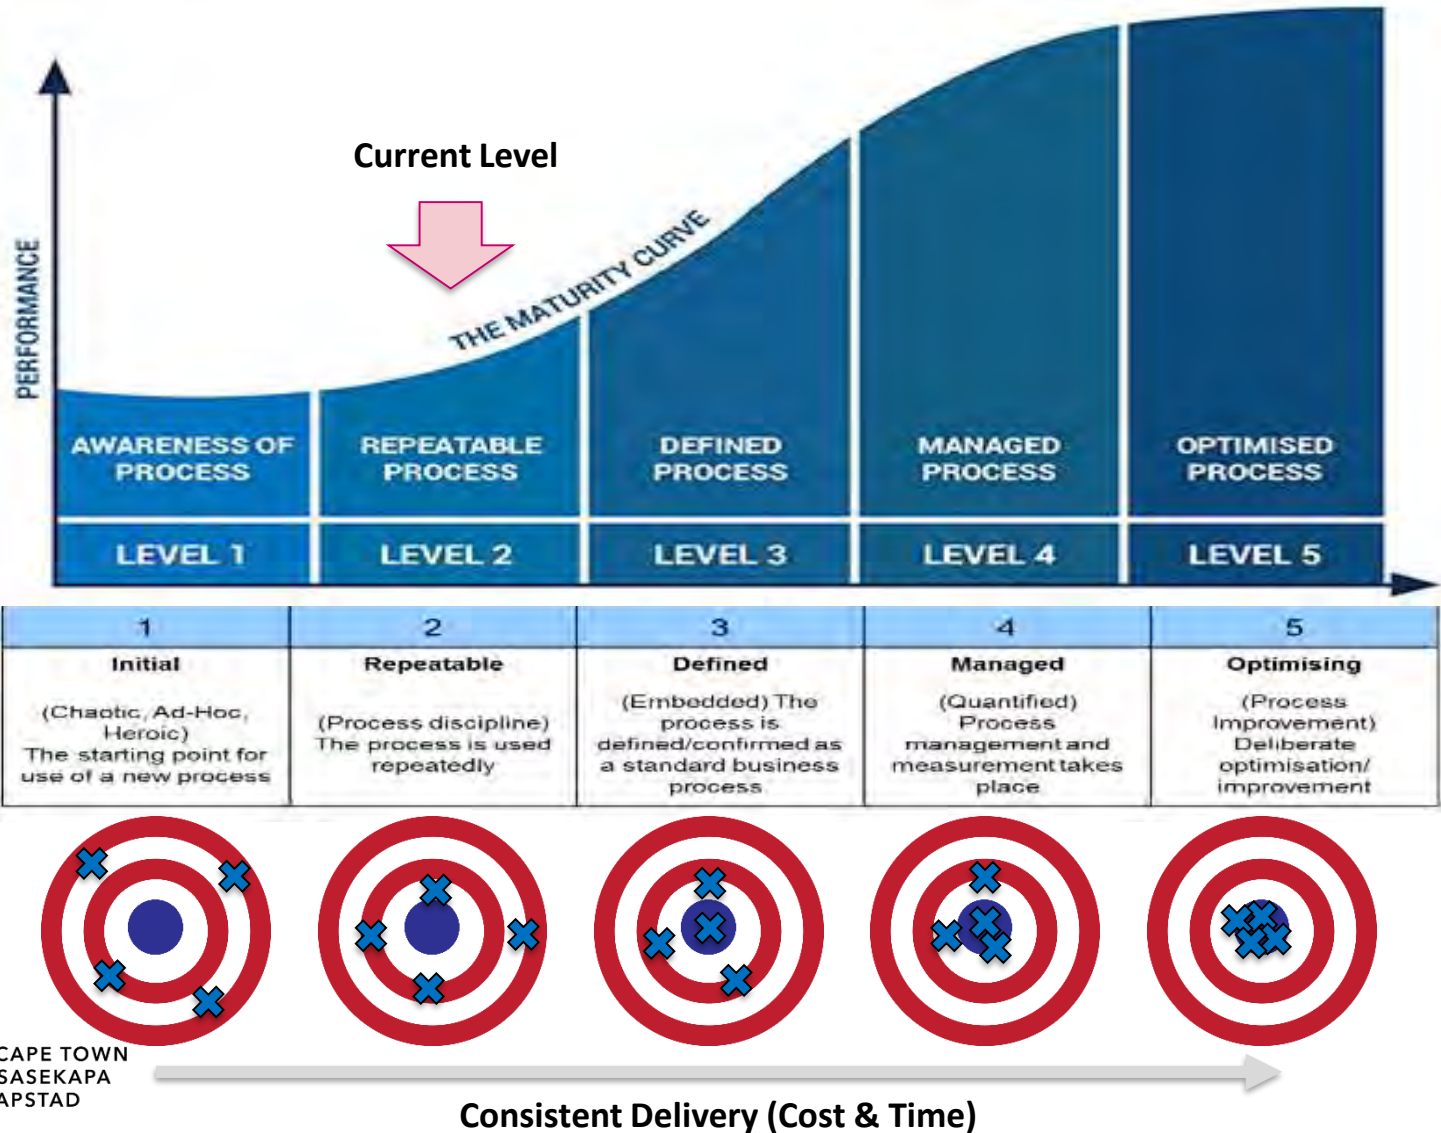 Current Level
PERFORMANCE
THE MATURITY CURVE
AWARENESS OF
PROCESS
REPEATABLE
PROCESS
DEFINED
PROCESS
MANAGED
PROCESS
OPTIMISED
PROCESS
LEVEL 1
LEVEL 2
LEVEL 3
LEVEL 4
LEVEL 5
1
2
3
4
5
Initial
(Chaotic, Ad-Hoc,
Heroic)
The starting point for
use of a new process
Repeatable
(Process discipline)
The process is used
repeatedly
Defined
(Embedded) The
process is
defined/confirmed as
a standard business
process
Managed
(Quantified)
Process
management and
measurement takes
place
Optimising
(Process
Improvement)
Deliberate
optimisation/
improvement
CAPE TOWN
SASEKAPA
APSTAD
Consistent Delivery (Cost & Time)